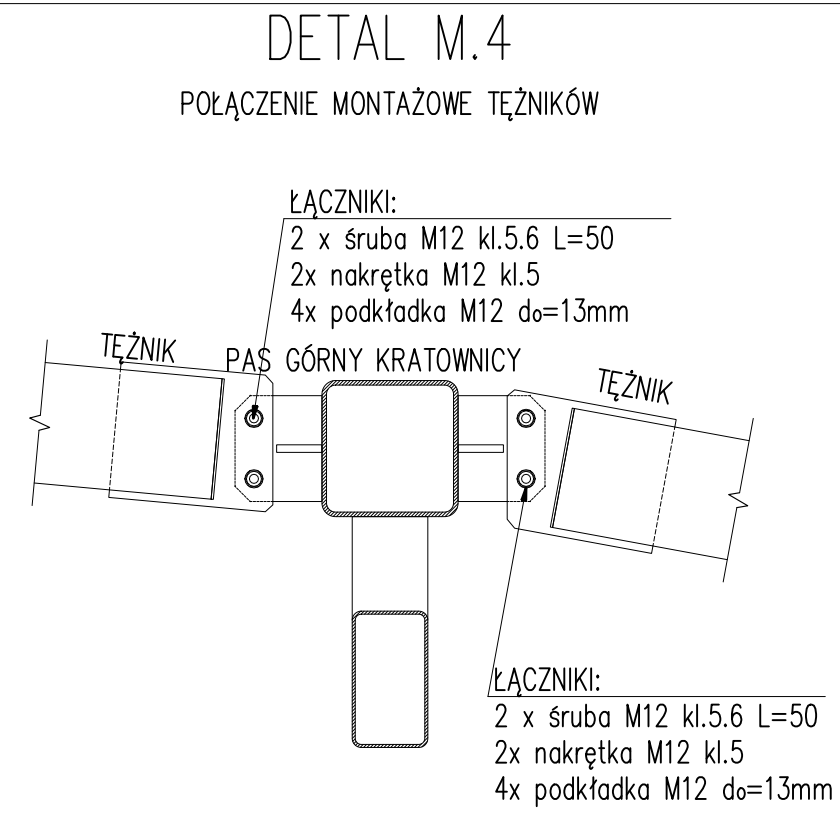 DETAL M.4
POŁĄCZENIE MONTAŻOWE TĘŻNIKÓW
ŁĄCZNIKI:
2 x śruba M12 kl.5.6 L=50
2x nakrętka M12 kl.5
4x podkładka M12 do=13mm
TĘŻNIK
PAS GÓRNY KRATOWNICY
TĘŻNIK
ŁĄCZNIKI:
2 x śruba M12 kl.5.6 L=50
2x nakrętka M12 kl.5
4x podkładka M12 do=13mm